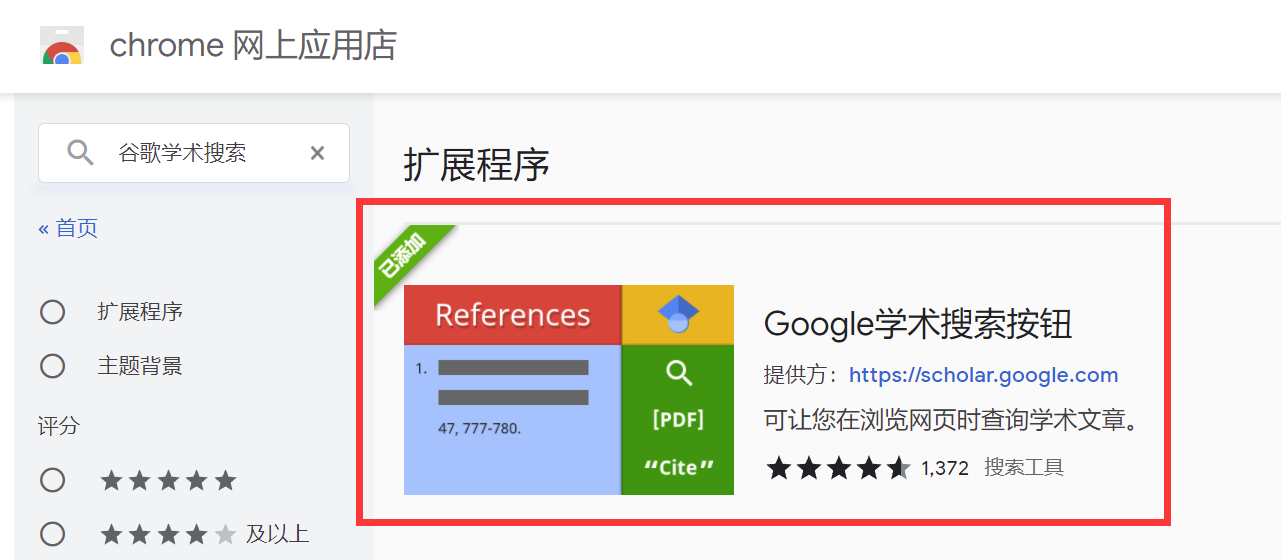 chrome 网上应用店
谷歌学术搜索
« 首页
扩展程序
主题背景
评分
及以上
扩展程序
已添加
References
1.
47, 777-780.
[PDF]
“Cite”
Google学术搜索按钮
提供方：https://scholar.google.com
可让您在浏览网页时查询学术文章。
1,372 搜索工具